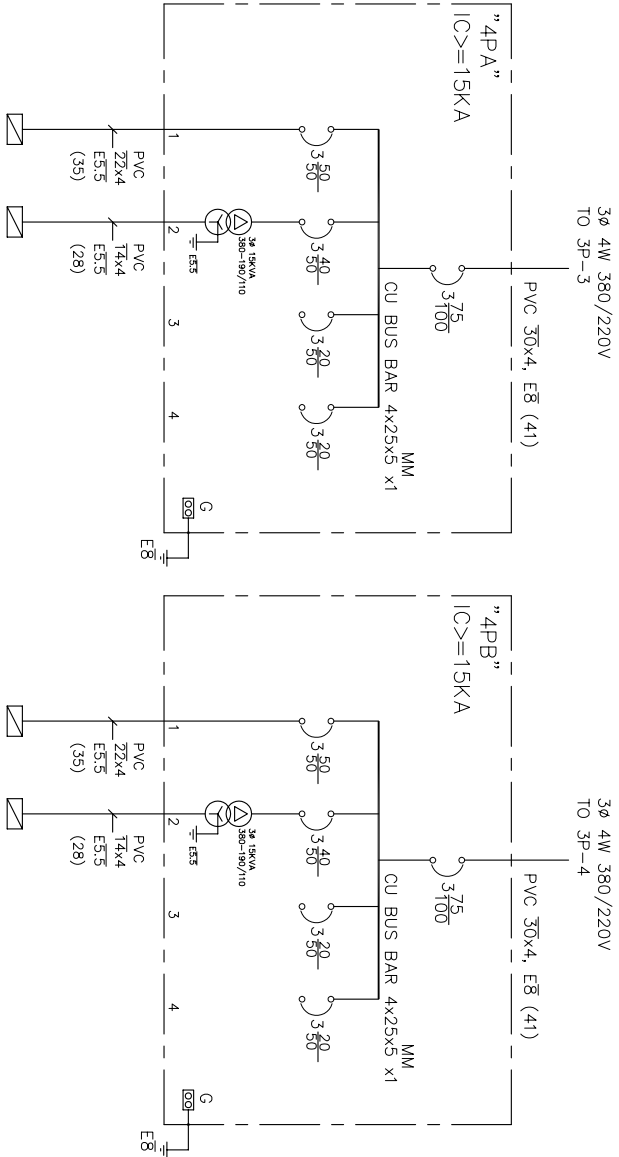 3ø 4W 380/220V
TO 3P-3
PVC 30x4, E8 (41)
"4PA"
IC>=15KA
3 75
100
CU BUS BAR 4x25x5 x1
MM
3 50
50
3 40
50
3 20
50
3 20
50
3ø 15KVA
380-190/110
E5.5
1
2
3
4
G
E8
PVC
22x4
E5.5
(35)
PVC
14x4
E5.5
(28)
3ø 4W 380/220V
TO 3P-4
PVC 30x4, E8 (41)
"4PB"
IC>=15KA
3 75
100
CU BUS BAR 4x25x5 x1
MM
3 50
50
3 40
50
3 20
50
3 20
50
3ø 15KVA
380-190/110
E5.5
1
2
3
4
G
E8
PVC
22x4
E5.5
(35)
PVC
14x4
E5.5
(28)